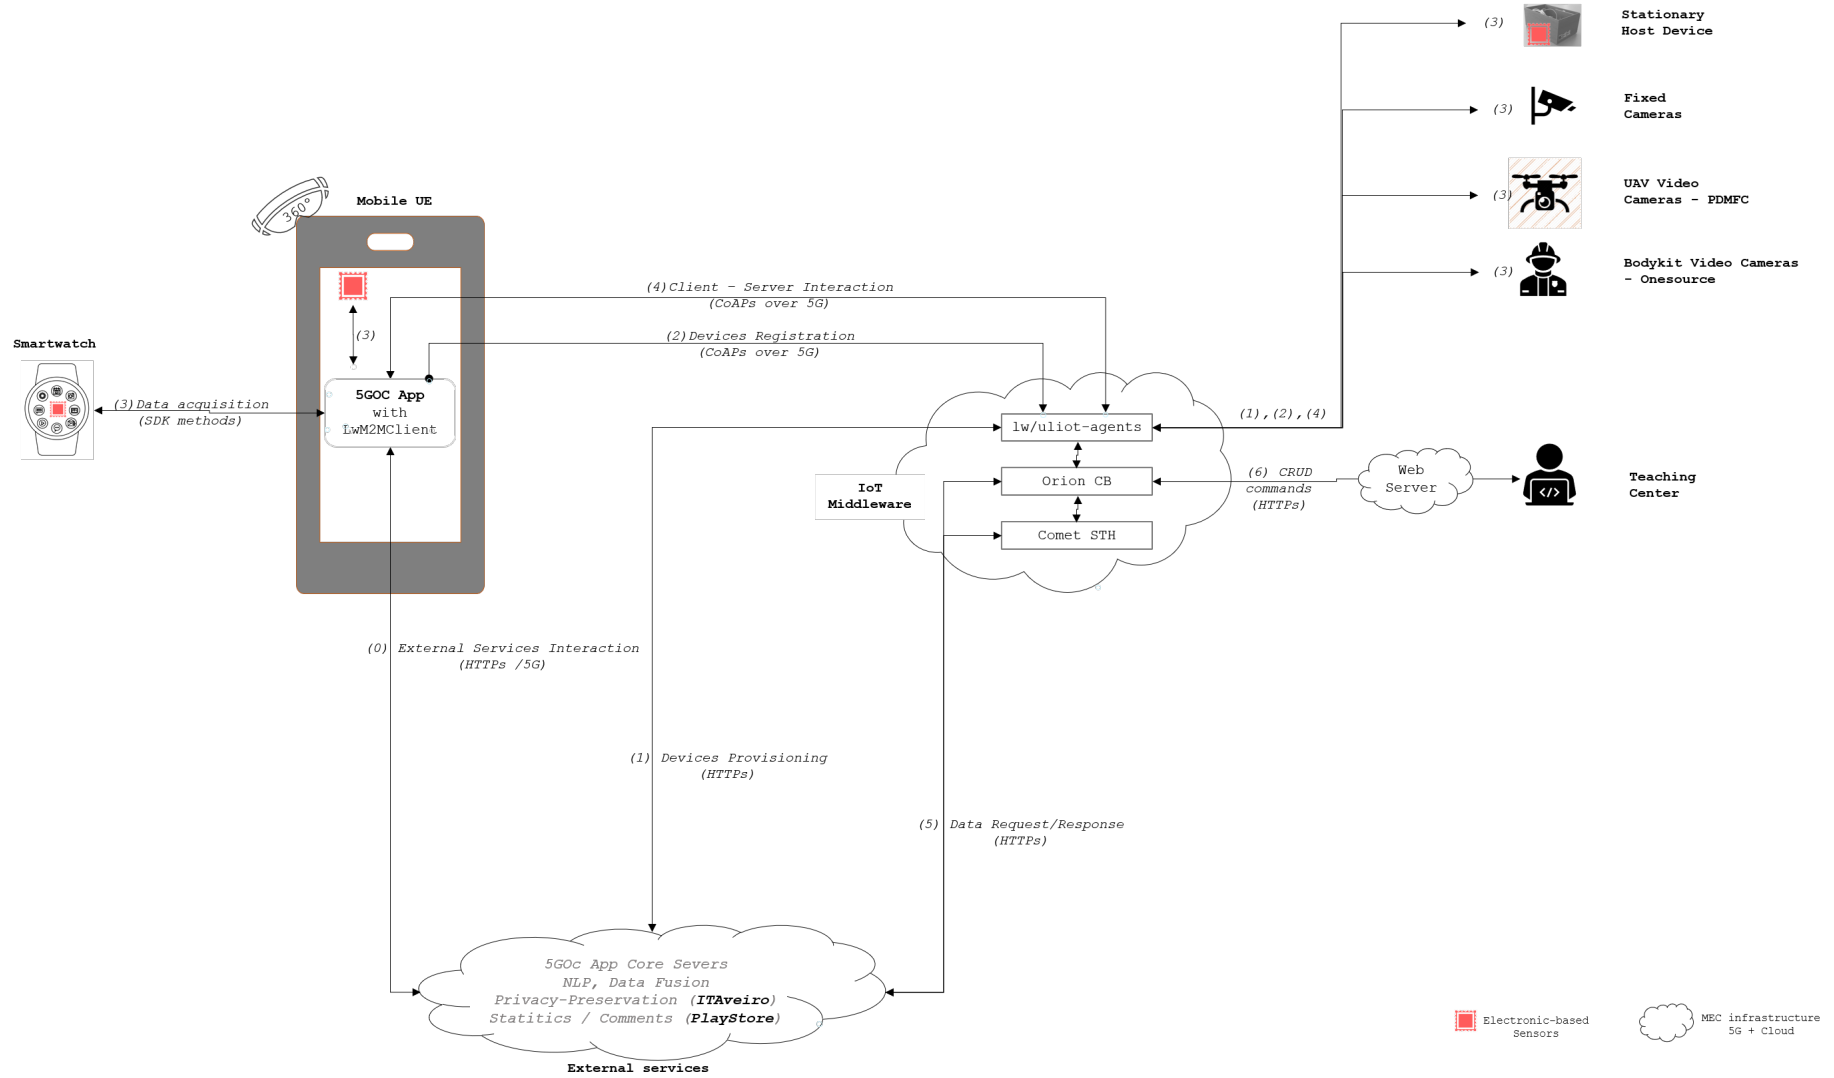 (3)
Stationary
Host Device
(3)
Fixed
Cameras
(3)
UAV Video
Cameras - PDMFC
(3)
Bodykit Video Cameras
- Onesource
360°
Mobile UE
(4)Client - Server Interaction
(CoAPs over 5G)
(3)
(2)Devices Registration
(CoAPs over 5G)
Smartwatch
(3)Data acquisition
(SDK methods)
5GOC App
with
LwM2MClient
(1),(2),(4)
lw/uliot-agents
Orion CB
Comet STH
IoT
Middleware
(6) CRUD
commands
(HTTPs)
Web
Server
Teaching
Center
(0) External Services Interaction
(HTTPs /5G)
(1) Devices Provisioning
(HTTPs)
(5) Data Request/Response
(HTTPs)
5GOc App Core Severs
NLP, Data Fusion
Privacy-Preservation (ITAveiro)
Statitics / Comments (PlayStore)
External services
Electronic-based
Sensors
MEC infrastructure
5G + Cloud